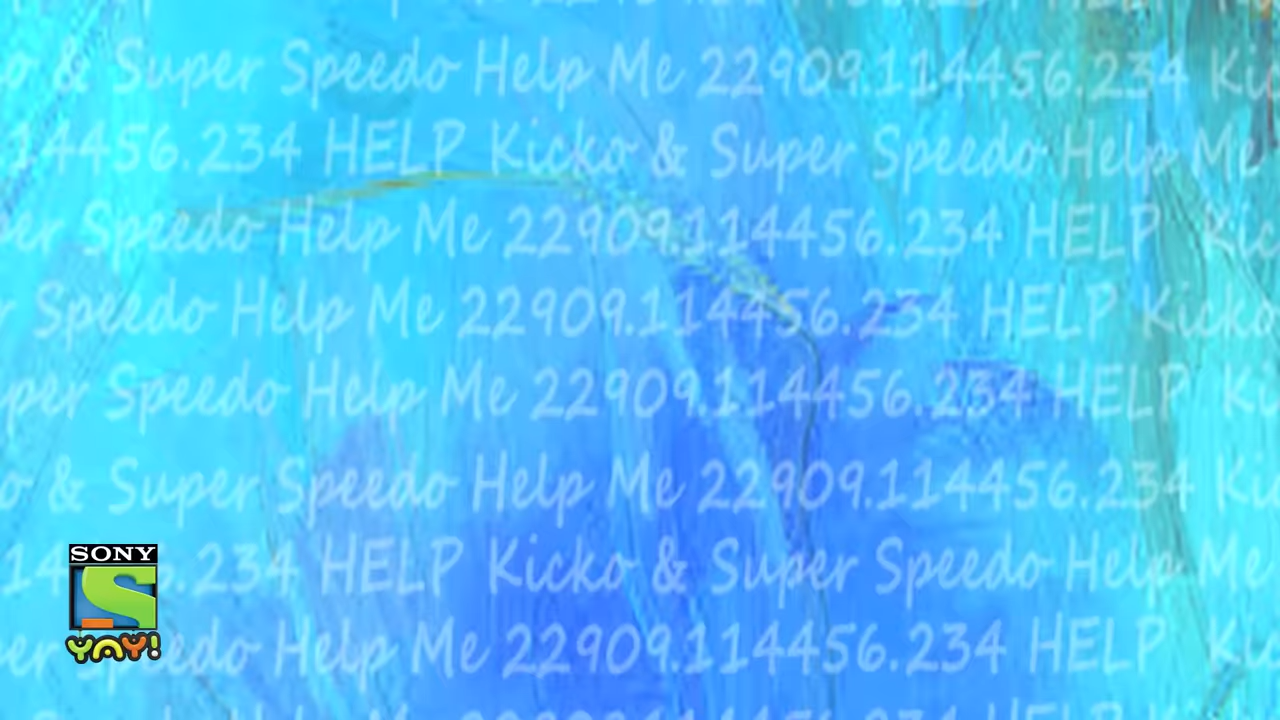 o & Super Speedo Help Me 22909.114456.234 Ki
14456.234 HELP Kicko & Super Speedo Help Me
er Speedo Help Me 22909.114456.234 HELP Kic
r Speedo Help Me 22909.114456.234 HELP Kicko
per Speedo Help Me 22909.114456.234 HELP Ki
o & Super Speedo Help Me 22909.114456.234 Ki
.234 HELP Kicko & Super Speedo Help Me
er Speedo Help Me 22909.114456.234 HELP Ki
SONY
YAY!